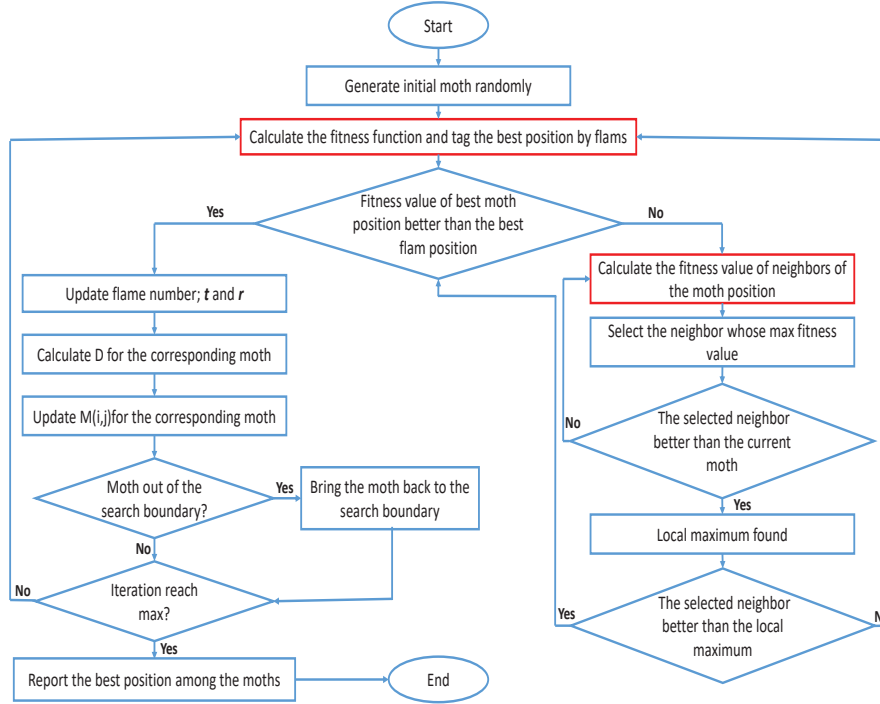 Start
Generate initial moth randomly
Calculate the fitness function and tag the best position by flams
Fitness value of best moth
position better than the best
flam position
Yes
No
Update flame number; t and r
Calculate D for the corresponding moth
Update M(i,j)for the corresponding moth
Moth out of the
search boundary?
Yes
Bring the moth back to the
search boundary
No
Iteration reach
max?
No
Yes
Report the best position among the moths
End
Calculate the fitness value of neighbors of
the moth position
Select the neighbor whose max fitness
value
The selected neighbor
better than the current
moth
No
Yes
Local maximum found
The selected neighbor
better than the local
maximum
Yes